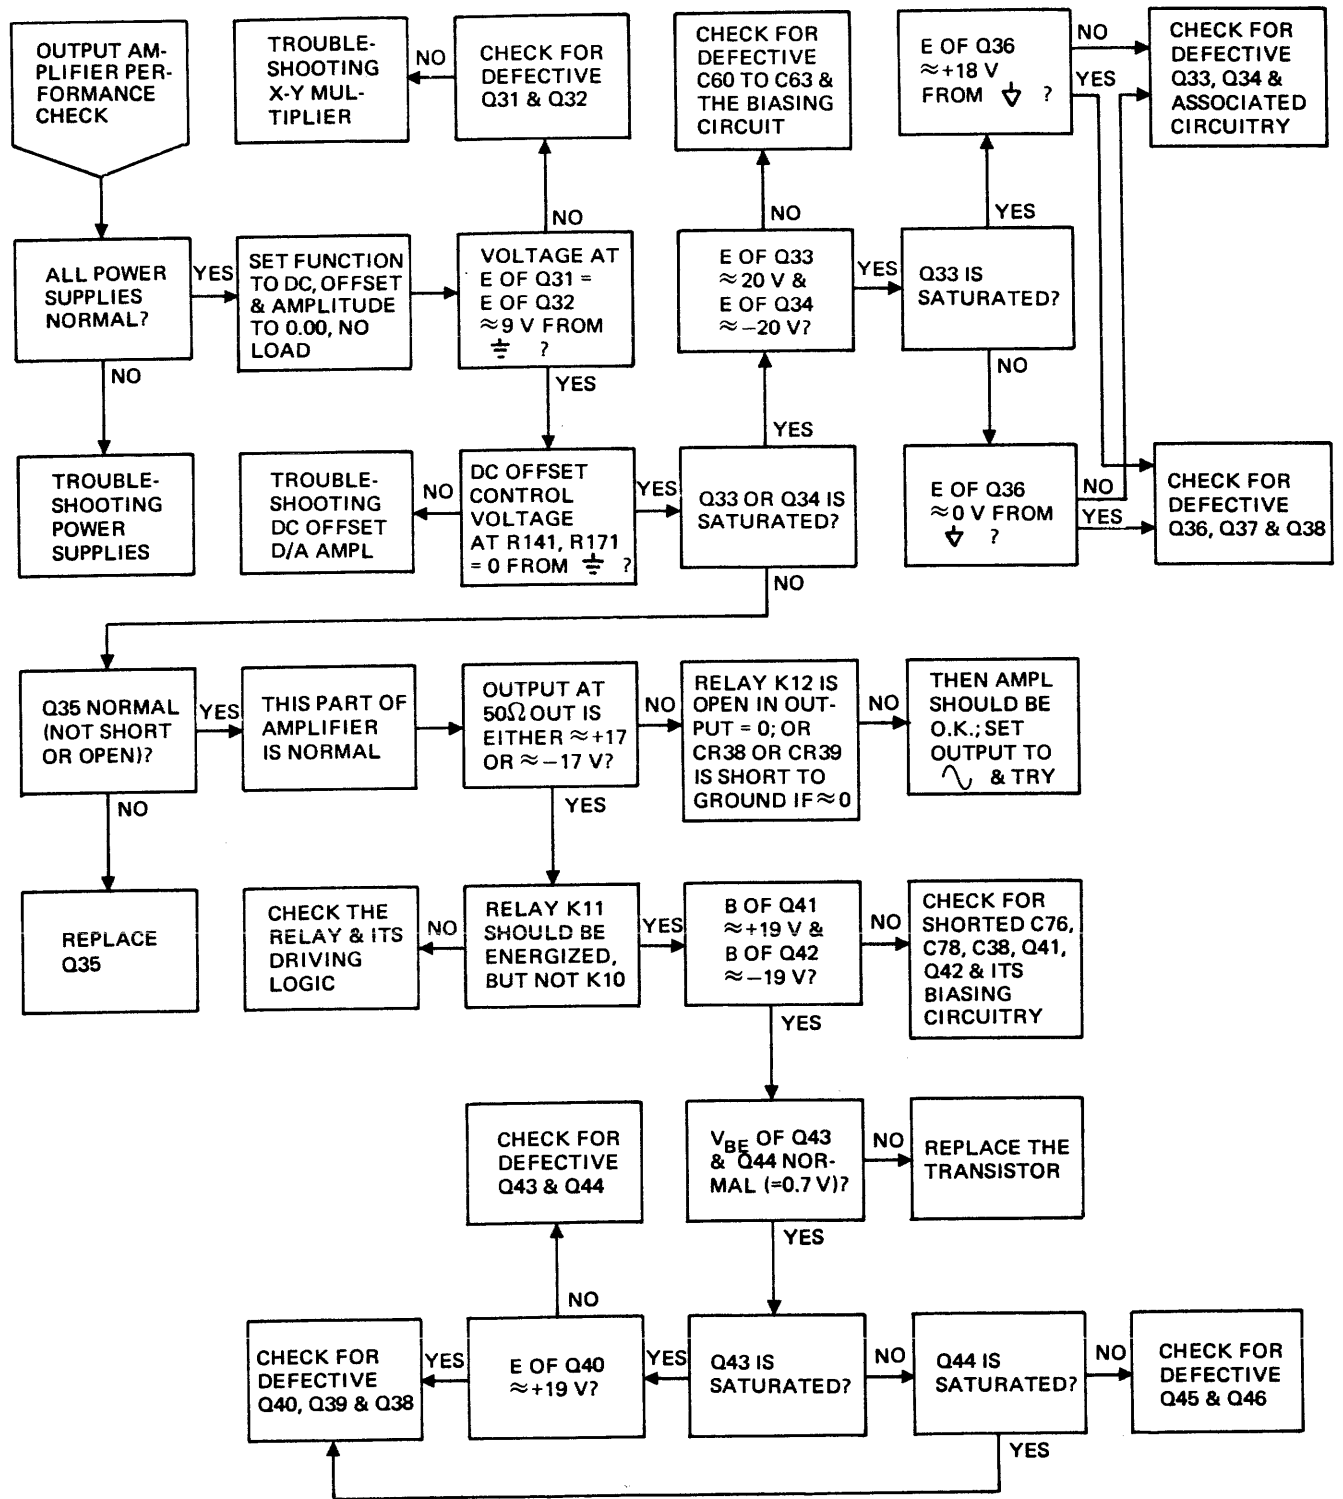 OUTPUT AM-
PLIFIER PER-
FORMANCE
CHECK
TROUBLE-
SHOOTING
X-Y MUL-
TIPLIER
NO
CHECK FOR
DEFECTIVE
Q31 & Q32
CHECK FOR
DEFECTIVE
C60 TO C63 &
THE BIASING
CIRCUIT
E OF Q36
≈+18 V
FROM ?
NO
YES
CHECK FOR
DEFECTIVE
Q33, Q34 &
ASSOCIATED
CIRCUITRY
NO
NO
YES
ALL POWER
SUPPLIES
NORMAL?
YES
SET FUNCTION
TO DC, OFFSET
& AMPLITUDE
TO 0.00, NO
LOAD
VOLTAGE AT
E OF Q31 =
E OF Q32
≈9 V FROM
?
E OF Q33
≈20 V &
E OF Q34
≈−20 V?
YES
Q33 IS
SATURATED?
NO
YES
YES
NO
TROUBLE-
SHOOTING
POWER
SUPPLIES
TROUBLE-
SHOOTING
DC OFFSET
D/A AMPL
NO
DC OFFSET
CONTROL
VOLTAGE
AT R141, R171
= 0 FROM ?
YES
Q33 OR Q34 IS
SATURATED?
E OF Q36
≈0 V FROM
?
NO
YES
CHECK FOR
DEFECTIVE
Q36, Q37 & Q38
NO
Q35 NORMAL
(NOT SHORT
OR OPEN)?
YES
THIS PART OF
AMPLIFIER
IS NORMAL
OUTPUT AT
50Ω OUT IS
EITHER ≈+17
OR ≈−17 V?
NO
RELAY K12 IS
OPEN IN OUT-
PUT = 0; OR
CR38 OR CR39
IS SHORT TO
GROUND IF ≈0
NO
THEN AMPL
SHOULD BE
O.K.; SET
OUTPUT TO
& TRY
NO
YES
REPLACE
Q35
CHECK THE
RELAY & ITS
DRIVING
LOGIC
NO
RELAY K11
SHOULD BE
ENERGIZED,
BUT NOT K10
YES
B OF Q41
≈+19 V &
B OF Q42
≈−19 V?
NO
CHECK FOR
SHORTED C76,
C78, C38, Q41,
Q42 & ITS
BIASING
CIRCUITRY
YES
CHECK FOR
DEFECTIVE
Q43 & Q44
VBE OF Q43
& Q44 NOR-
MAL (=0.7 V)?
NO
REPLACE THE
TRANSISTOR
YES
NO
CHECK FOR
DEFECTIVE
Q40, Q39 & Q38
YES
E OF Q40
≈+19 V?
YES
Q43 IS
SATURATED?
NO
Q44 IS
SATURATED?
NO
CHECK FOR
DEFECTIVE
Q45 & Q46
YES